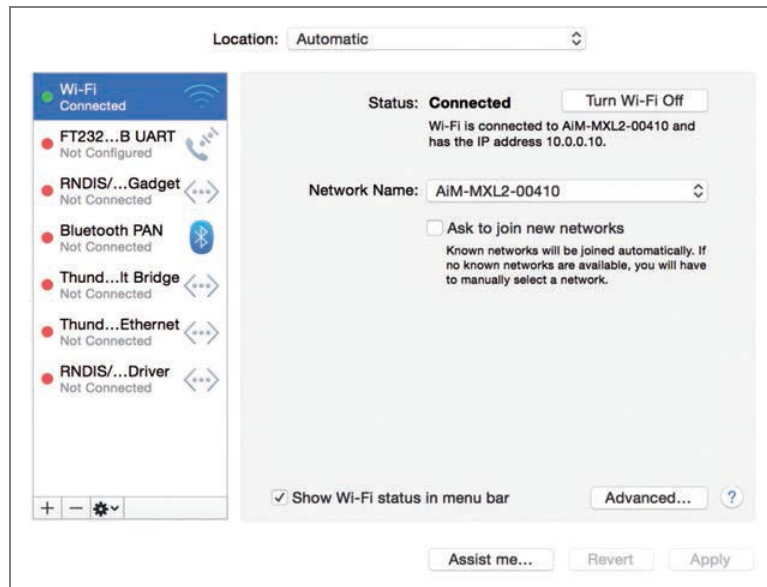 Location: Automatic
Wi-Fi
Connected
FT232...B UART
Not Configured
RNDIS/...Gadget
Not Connected
Bluetooth PAN
Not Connected
Thund...lt Bridge
Not Connected
Thund...Ethernet
Not Connected
RNDIS/...Driver
Not Connected
Status: Connected
Turn Wi-Fi Off
Wi-Fi is connected to AiM-MXL2-00410 and
has the IP address 10.0.0.10.
Network Name: AiM-MXL2-00410
Ask to join new networks
Known networks will be joined automatically. If
no known networks are available, you will have
to manually select a network.
Show Wi-Fi status in menu bar
Advanced...
?
Assist me...
Revert
Apply